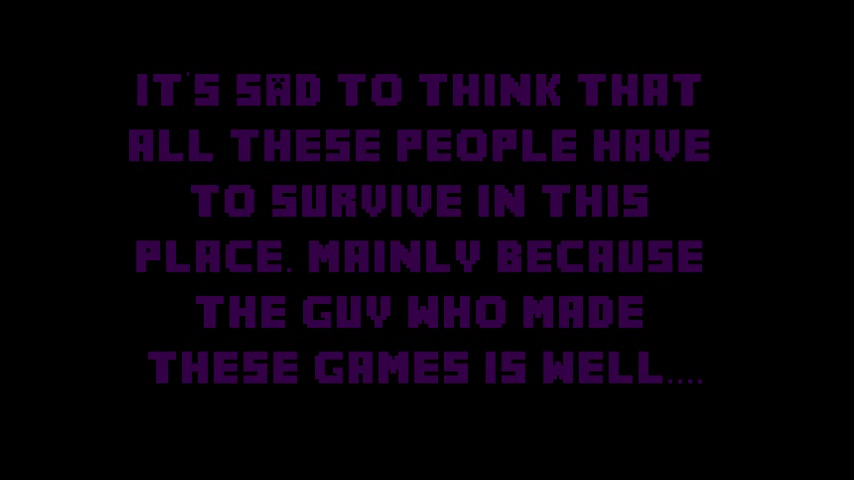 IT'S SAD TO THINK THAT
ALL THESE PEOPLE HAVE
TO SURVIVE IN THIS
PLACE. MAINLY BECAUSE
THE GUY WHO MADE
THESE GAMES IS WELL....